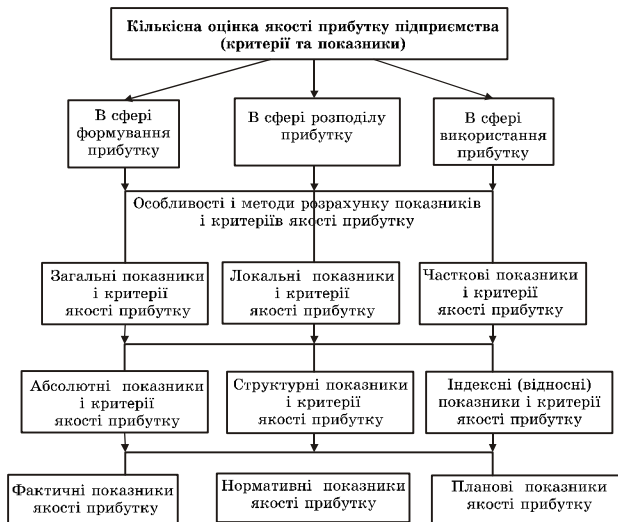 Кількісна оцінка якості прибутку підприємства
(критерії та показники)
В сфері
формування
прибутку
В сфері розподілу
прибутку
В сфері
використання
прибутку
Особливості і методи розрахунку показників
і критеріїв якості прибутку
Загальні показники
і критерії
якості прибутку
Локальні показники
і критерії
якості прибутку
Часткові показники
і критерії
якості прибутку
Абсолютні показники
і критерії
якості прибутку
Структурні показники
і критерії
якості прибутку
Індексні (відносні)
показники і критерії
якості прибутку
Фактичні показники
якості прибутку
Нормативні показники
якості прибутку
Планові показники
якості прибутку